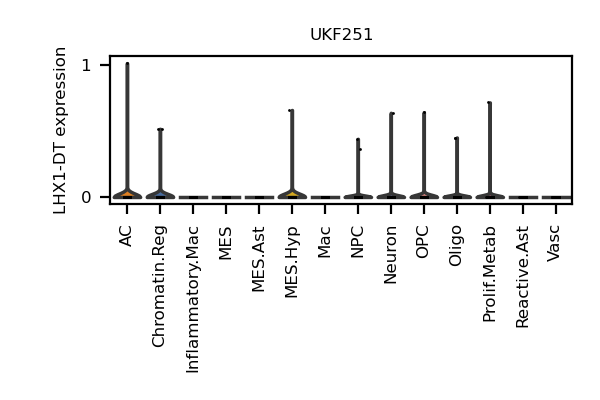 UKF251
LHX1-DT expression
1
0
AC
Chromatin.Reg
Inflammatory.Mac
MES
MES.Ast
MES.Hyp
Mac
NPC
Neuron
OPC
Oligo
Prolif.Metab
Reactive.Ast
Vasc